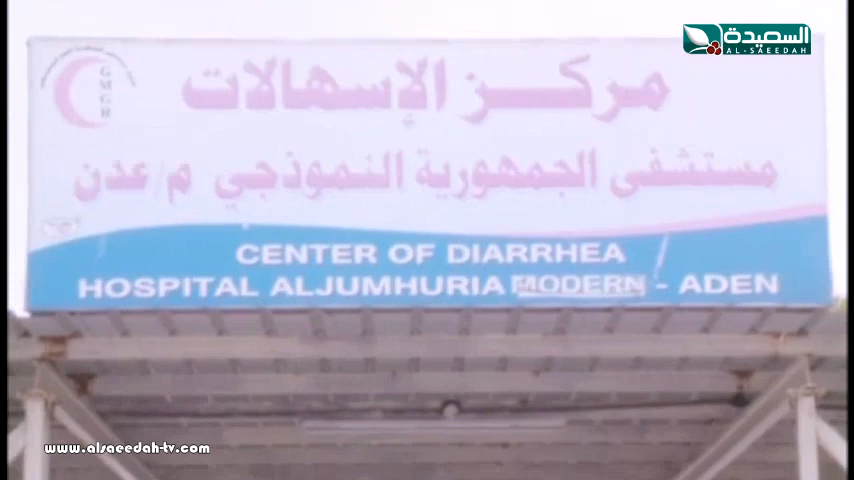 السعيدة
AL-SAEEDAH
GMGH
مركز الإسهالات
مستشفى الجمهورية النموذجي م/عدن
CENTER OF DIARRHEA
HOSPITAL ALJUMHURIA MODERN - ADEN
www.alsaeedah-tv.com